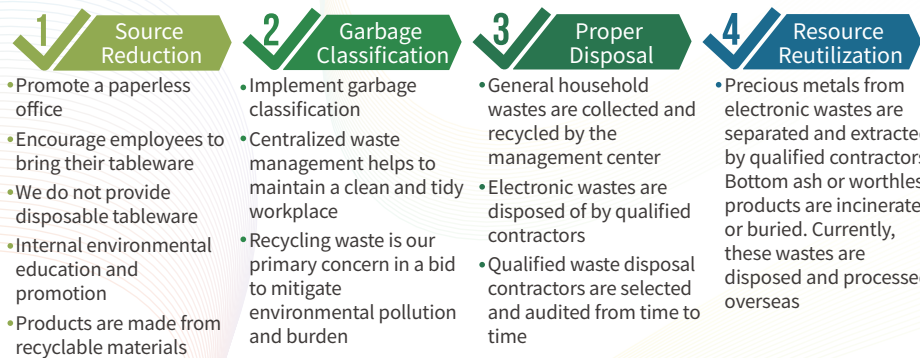 1 Source
Reduction
•Promote a paperless
office
•Encourage employees to
bring their tableware
•We do not provide
disposable tableware
•Internal environmental
education and
promotion
•Products are made from
recyclable materials
2 Garbage
Classification
•Implement garbage
classification
•Centralized waste
management helps to
maintain a clean and tidy
workplace
•Recycling waste is our
primary concern in a bid
to mitigate
environmental pollution
and burden
3 Proper
Disposal
•General household
wastes are collected and
recycled by the
management center
•Electronic wastes are
disposed of by qualified
contractors
•Qualified waste disposal
contractors are selected
and audited from time to
time
4 Resource
Reutilization
•Precious metals from
electronic wastes are
separated and extracted
by qualified contractors
Bottom ash or worthles
products are incinerate
or buried. Currently,
these wastes are
disposed and processed
overseas